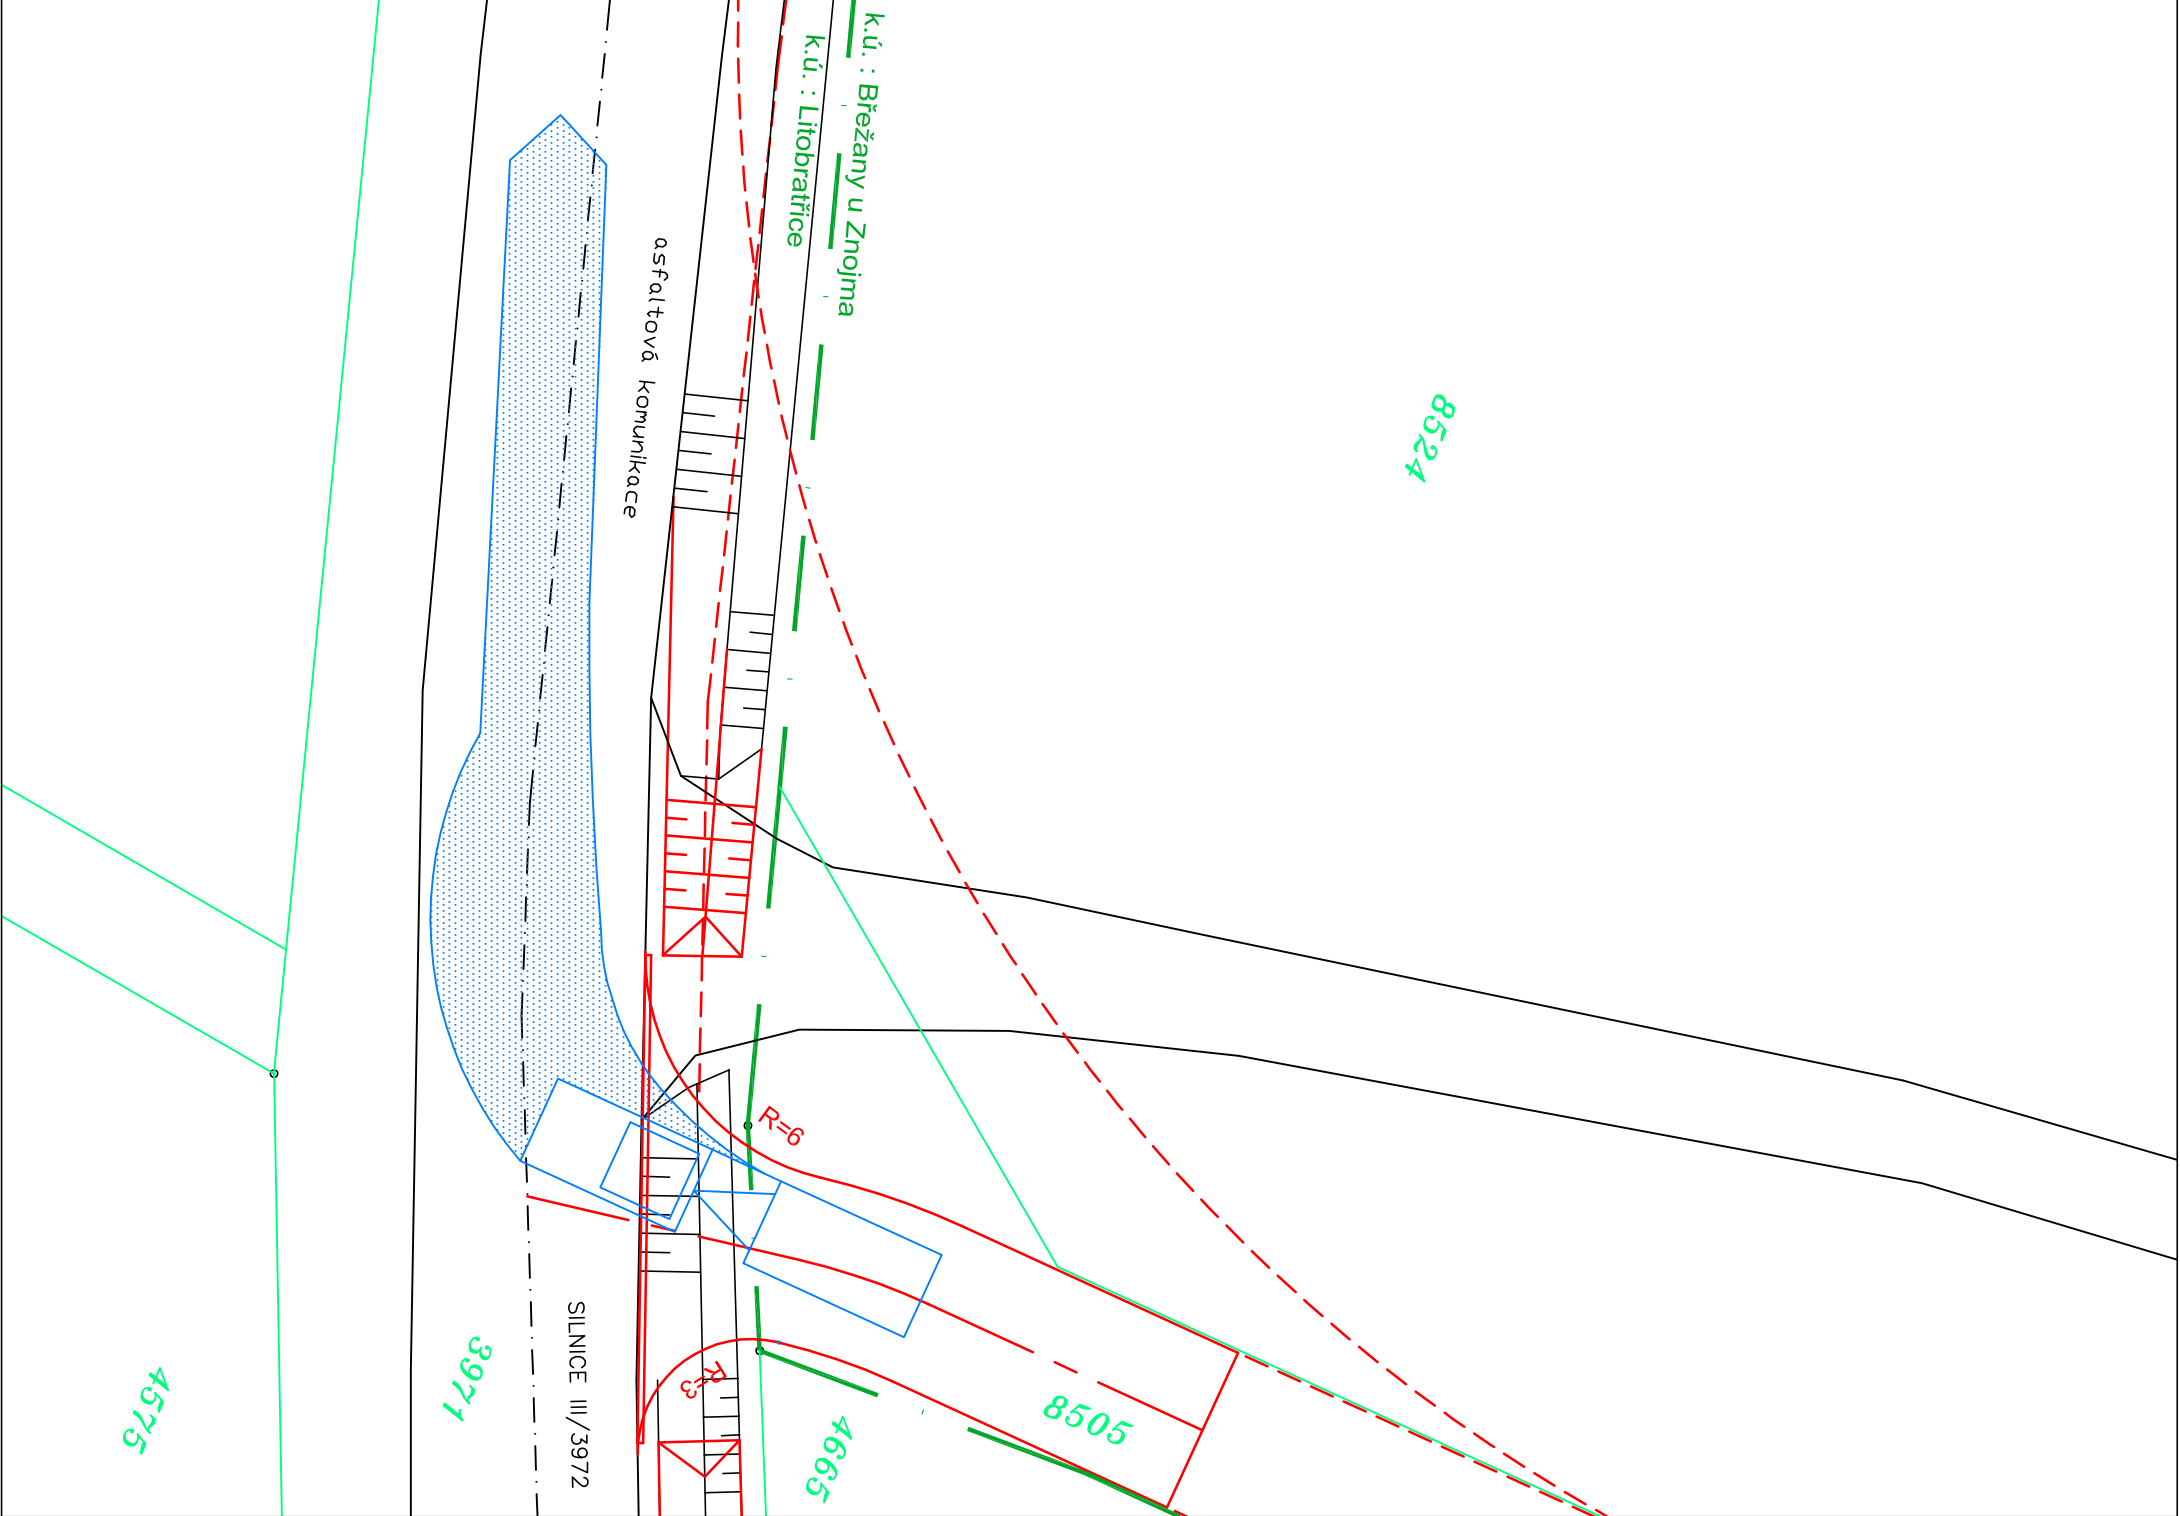 k.ú. : Břežany u Znojma
k.ú. : Litobratřice
asfaltová komunikace
8524
R=6
SILNICE III/3972
3971
4575
R=3
8505
4665